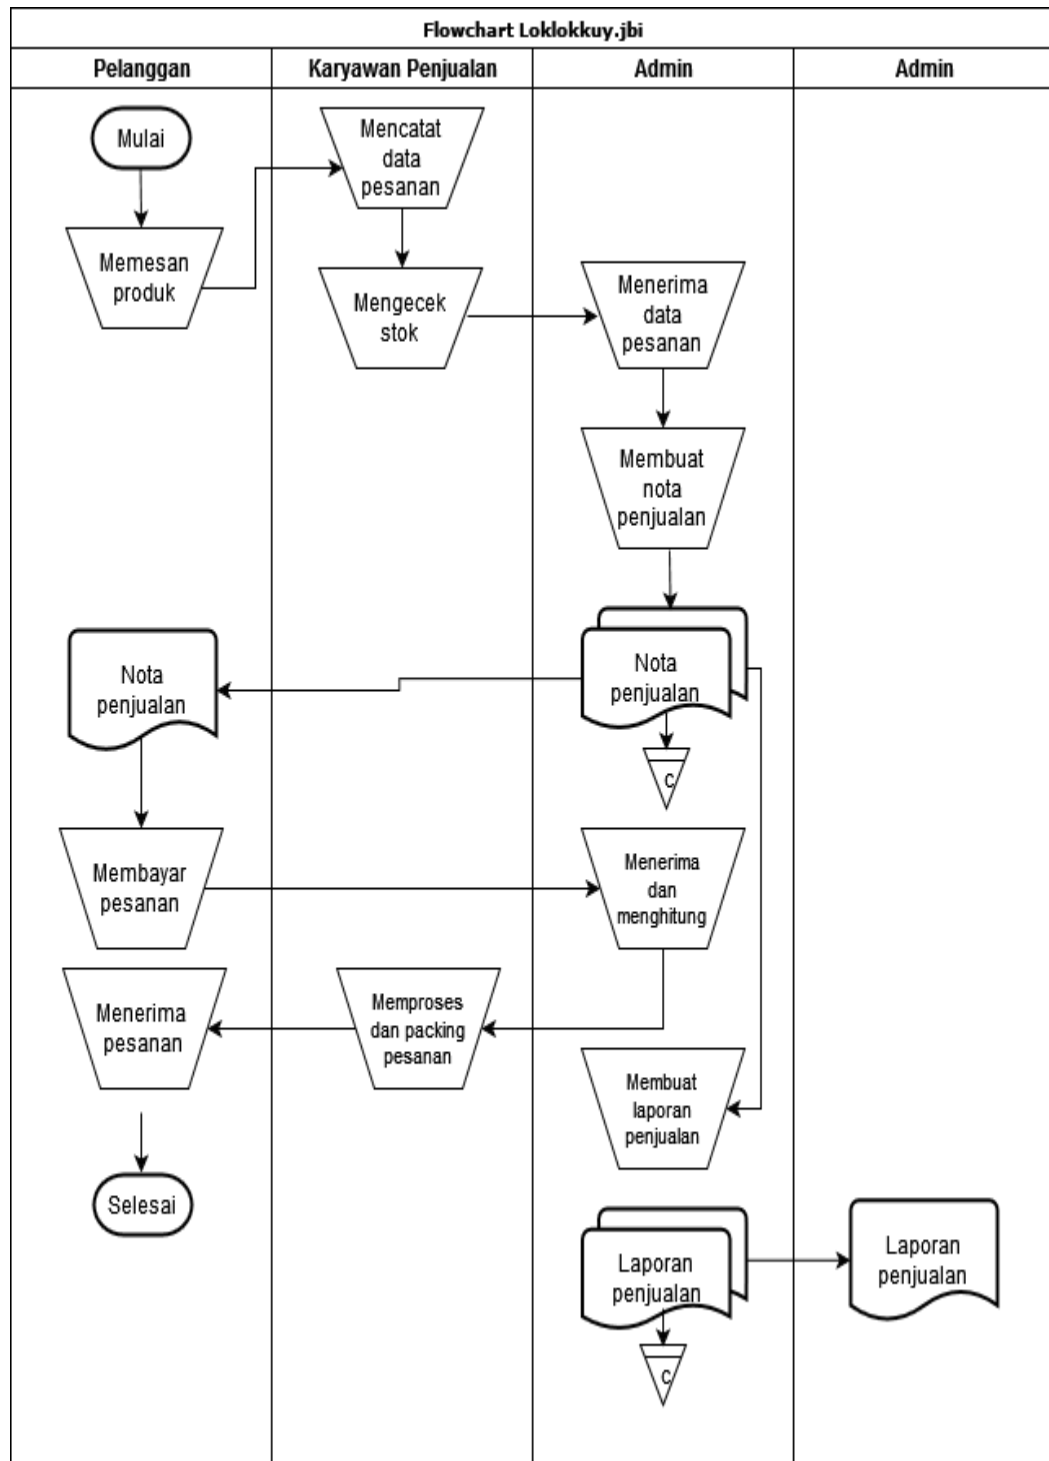 Flowchart Loklokkuy.jbi
Pelanggan
Karyawan Penjualan
Admin
Admin
Mulai
Mencatat
data
pesanan
Memesan
produk
Mengecek
stok
Menerima
data
pesanan
Membuat
nota
penjualan
Nota
penjualan
Nota
penjualan
C
Membayar
pesanan
Menerima
dan
menghitung
Menerima
pesanan
Memproses
dan packing
pesanan
Membuat
laporan
penjualan
Selesai
Laporan
penjualan
Laporan
penjualan
C